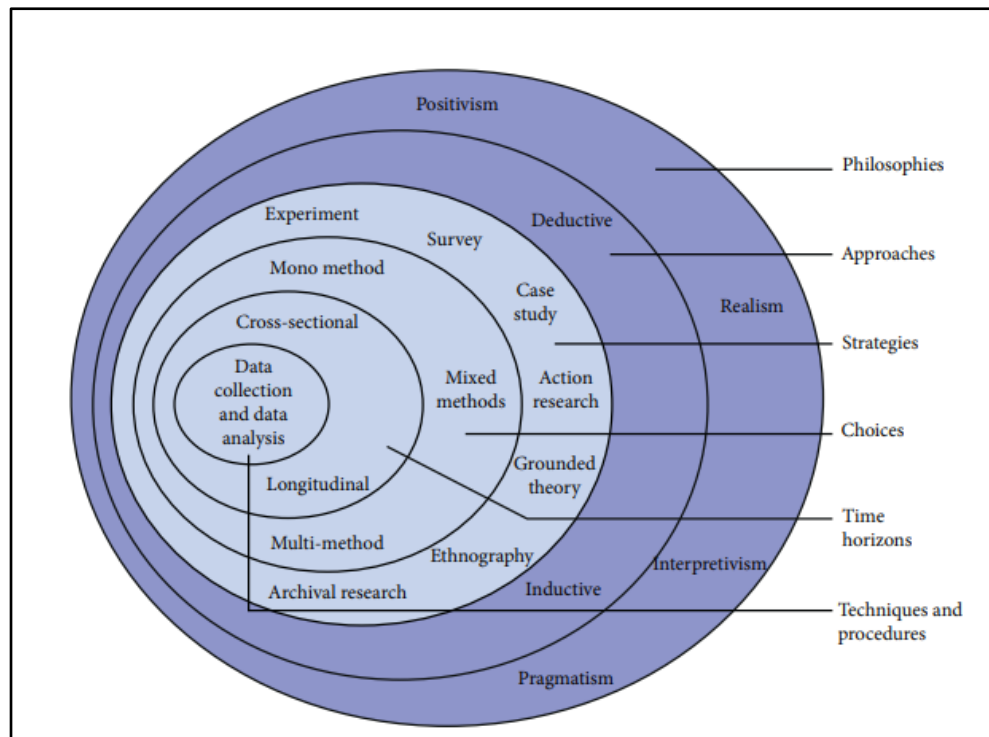 Positivism
Philosophies
Experiment
Deductive
Survey
Approaches
Mono method
Case
study
Realism
Cross-sectional
Strategies
Data
collection
and data
analysis
Mixed
methods
Action
research
Choices
Grounded
theory
Longitudinal
Time
horizons
Multi-method
Ethnography
Interpretivism
Archival research
Inductive
Techniques and
procedures
Pragmatism